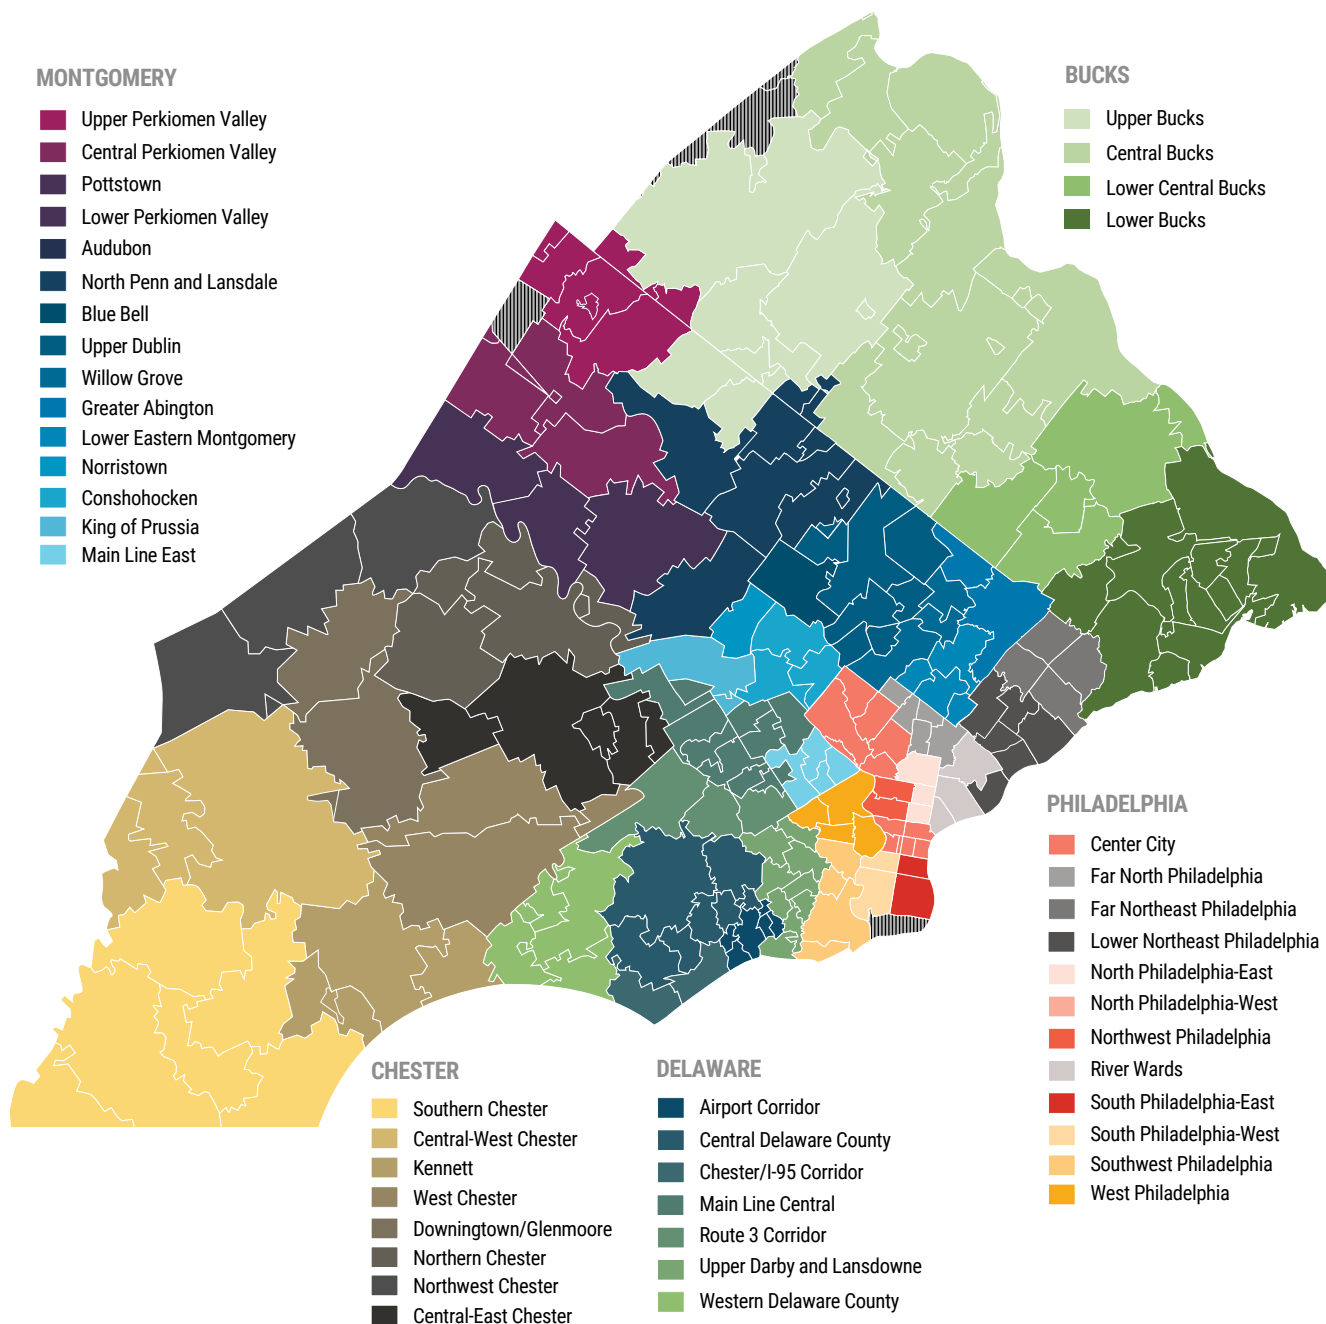 MONTGOMERY
Upper Perkiomen Valley
Central Perkiomen Valley
Pottstown
Lower Perkiomen Valley
Audubon
North Penn and Lansdale
Blue Bell
Upper Dublin
Willow Grove
Greater Abington
Lower Eastern Montgomery
Norristown
Conshohocken
King of Prussia
Main Line East
BUCKS
Upper Bucks
Central Bucks
Lower Central Bucks
Lower Bucks
PHILADELPHIA
Center City
Far North Philadelphia
Far Northeast Philadelphia
Lower Northeast Philadelphia
North Philadelphia-East
North Philadelphia-West
Northwest Philadelphia
River Wards
South Philadelphia-East
South Philadelphia-West
Southwest Philadelphia
West Philadelphia
CHESTER
Southern Chester
Central-West Chester
Kennett
West Chester
Downingtown/Glenmoore
Northern Chester
Northwest Chester
Central-East Chester
DELAWARE
Airport Corridor
Central Delaware County
Chester/I-95 Corridor
Main Line Central
Route 3 Corridor
Upper Darby and Lansdowne
Western Delaware County